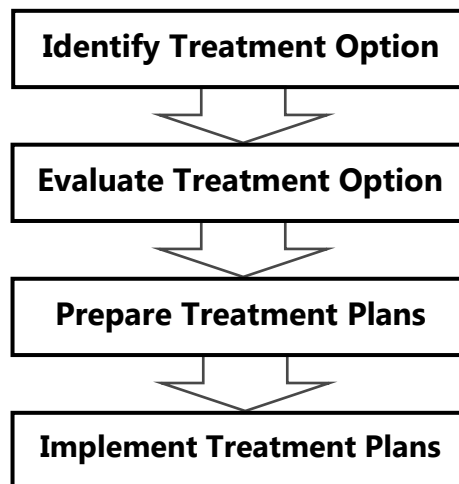 Identify Treatment Option
Evaluate Treatment Option
Prepare Treatment Plans
Implement Treatment Plans